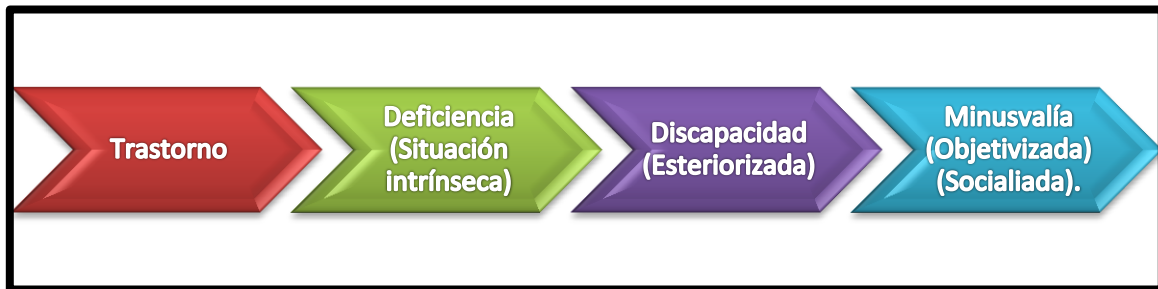 Trastorno
Deficiencia
(Situación
intrínseca)
Discapacidad
(Esteriorizada)
Minusvalía
(Objetivizada)
(Socialiada).